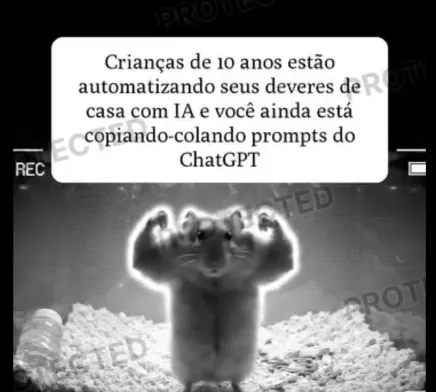 PROTECTED
Crianças de 10 anos estão
automatizando seus deveres de
casa com IA e você ainda está
copiando-colando prompts do
ChatGPT
REC